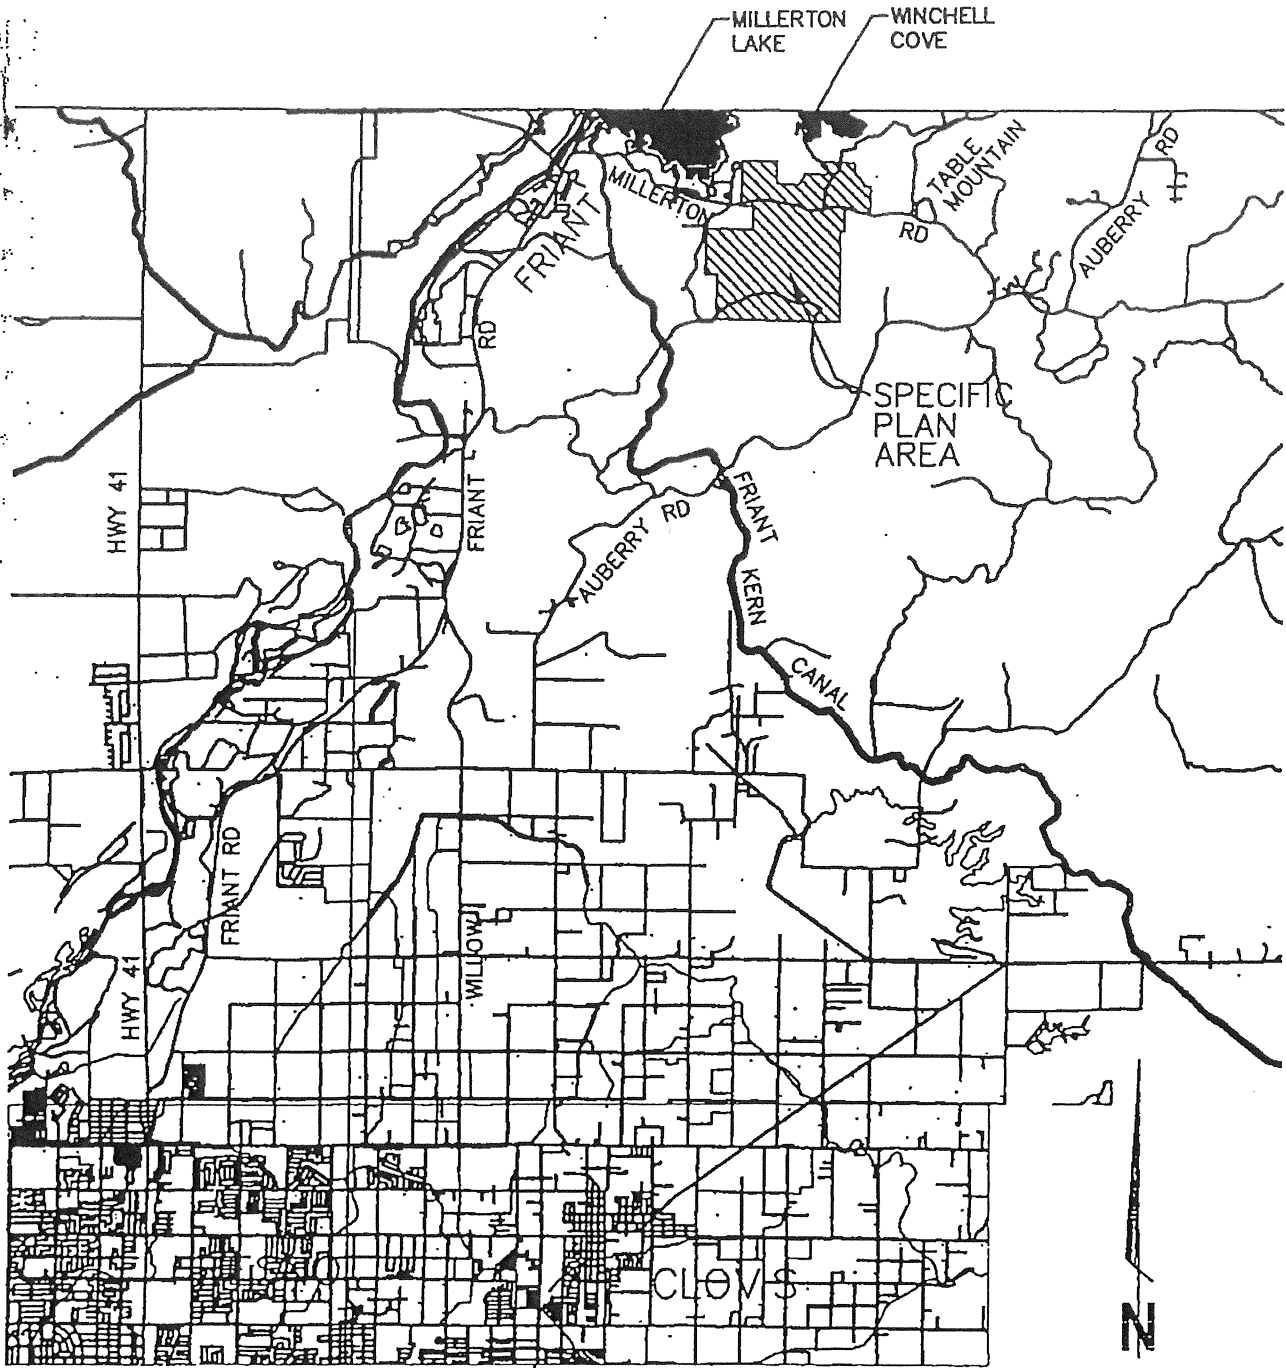 MILLERTON
LAKE
WINCHELL
COVE
TABLE
MOUNTAIN
RD
MILLERTON
RD
AUBERRY
FRIANT
RD
SPECIFIC
PLAN
AREA
HWY 41
FRIANT
AUBERRY
RD
FRIANT
KERN
CANAL
FRIANT RD
WILLOW
HWY 41
CLOVIS
N